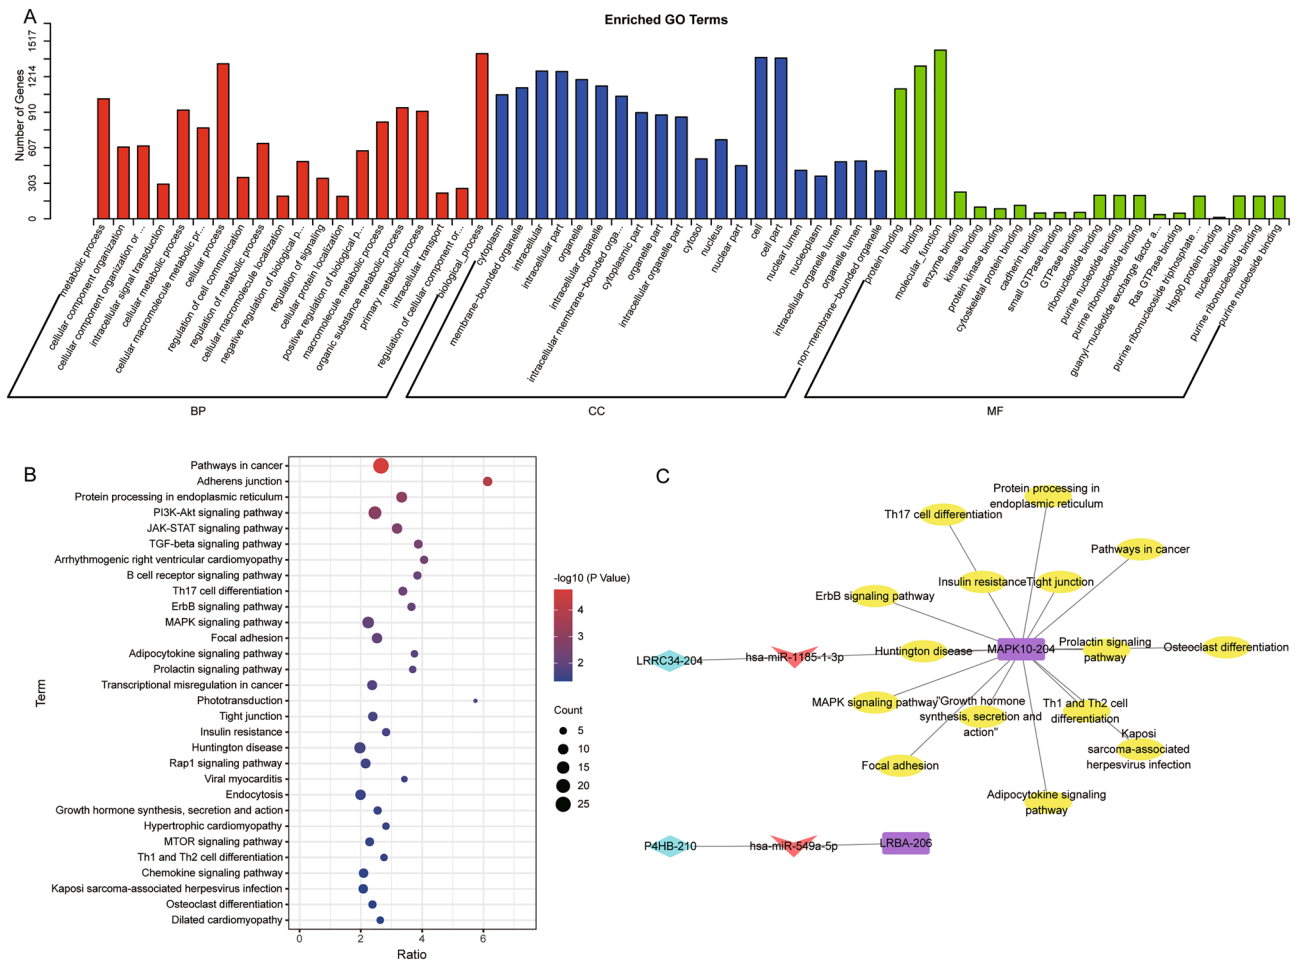 A
Enriched GO Terms
Number of Genes
1517
1214
910
607
303
0
metabolic process
cellular component organization
cellular component organization or ...
intracellular signal transduction
cellular metabolic process
cellular macromolecule metabolic pr...
cellular process
regulation of cell communication
regulation of metabolic process
cellular macromolecule localization
negative regulation of biological p...
regulation of signaling
cellular protein localization
positive regulation of biological p...
macromolecule metabolic process
organic substance metabolic process
primary metabolic process
intracellular transport
regulation of cellular component or...
biological_process
cytoplasm
membrane−bounded organelle
intracellular
intracellular part
organelle
intracellular organelle
intracellular membrane−bounded orga...
cytoplasmic part
organelle part
intracellular organelle part
cytosol
nucleus
nuclear part
cell
cell part
nuclear lumen
nucleoplasm
intracellular organelle lumen
organelle lumen
non−membrane−bounded organelle
protein binding
binding
molecular_function
enzyme binding
kinase binding
protein kinase binding
cytoskeletal protein binding
cadherin binding
small GTPase binding
GTPase binding
ribonucleotide binding
purine nucleotide binding
purine ribonucleotide binding
guanyl−nucleotide exchange factor a...
Ras GTPase binding
purine ribonucleoside triphosphate ...
Hsp90 protein binding
nucleoside binding
purine ribonucleoside binding
purine nucleoside binding
BP
CC
MF
B
Term
Pathways in cancer
Adherens junction
Protein processing in endoplasmic reticulum
PI3K-Akt signaling pathway
JAK-STAT signaling pathway
TGF-beta signaling pathway
Arrhythmogenic right ventricular cardiomyopathy
B cell receptor signaling pathway
Th17 cell differentiation
ErbB signaling pathway
MAPK signaling pathway
Focal adhesion
Adipocytokine signaling pathway
Prolactin signaling pathway
Transcriptional misregulation in cancer
Phototransduction
Tight junction
Insulin resistance
Huntington disease
Rap1 signaling pathway
Viral myocarditis
Endocytosis
Growth hormone synthesis, secretion and action
Hypertrophic cardiomyopathy
MTOR signaling pathway
Th1 and Th2 cell differentiation
Chemokine signaling pathway
Kaposi sarcoma-associated herpesvirus infection
Osteoclast differentiation
Dilated cardiomyopathy
0 2 4 6
Ratio
-log10 (P Value)
4
3
2
Count
5
10
15
20
25
C
Protein processing in
endoplasmic reticulum
Th17 cell differentiation
Pathways in cancer
Insulin resistance
Tight junction
ErbB signaling pathway
LRRC34-204
hsa-miR-1185-1-3p
Huntington disease
MAPK10-204
Prolactin signaling
pathway
Osteoclast differentiation
MAPK signaling pathway
"Growth hormone
synthesis, secretion and
action"
Th1 and Th2 cell
differentiation
Kaposi
sarcoma-associated
herpesvirus infection
Focal adhesion
Adipocytokine signaling
pathway
P4HB-210
hsa-miR-549a-5p
LRBA-206